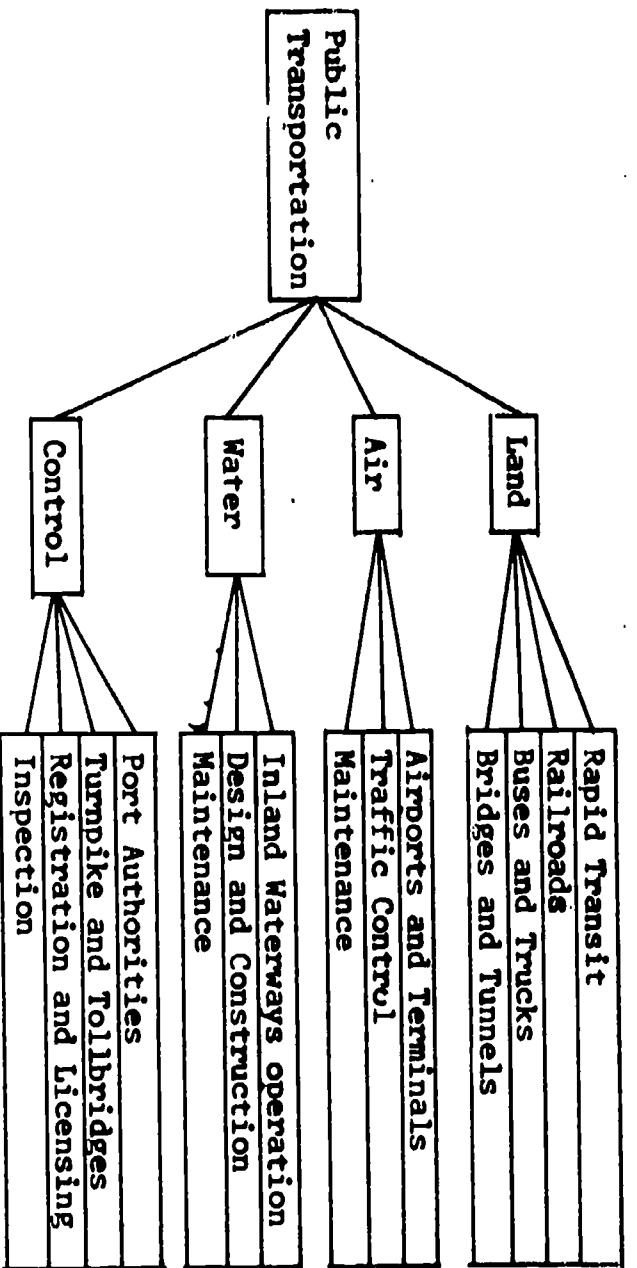 Public
Transportation
Land
Rapid Transit
Railroads
Buses and Trucks
Bridges and Tunnels
Air
Airports and Terminals
Traffic Control
Maintenance
Water
Inland Waterways operation
Design and Construction
Maintenance
Control
Port Authorities
Turnpike and Tollbridges
Registration and Licensing
Inspection